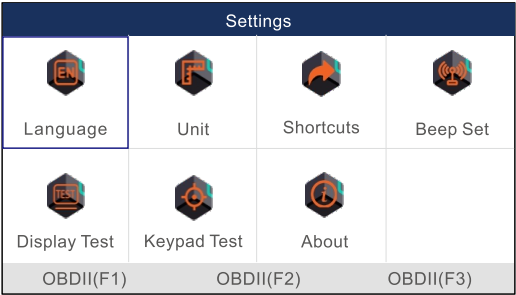 Settings
EN
Language
Unit
Shortcuts
Beep Set
TEST
Display Test
Keypad Test
About
OBDII(F1) OBDII(F2) OBDII(F3)